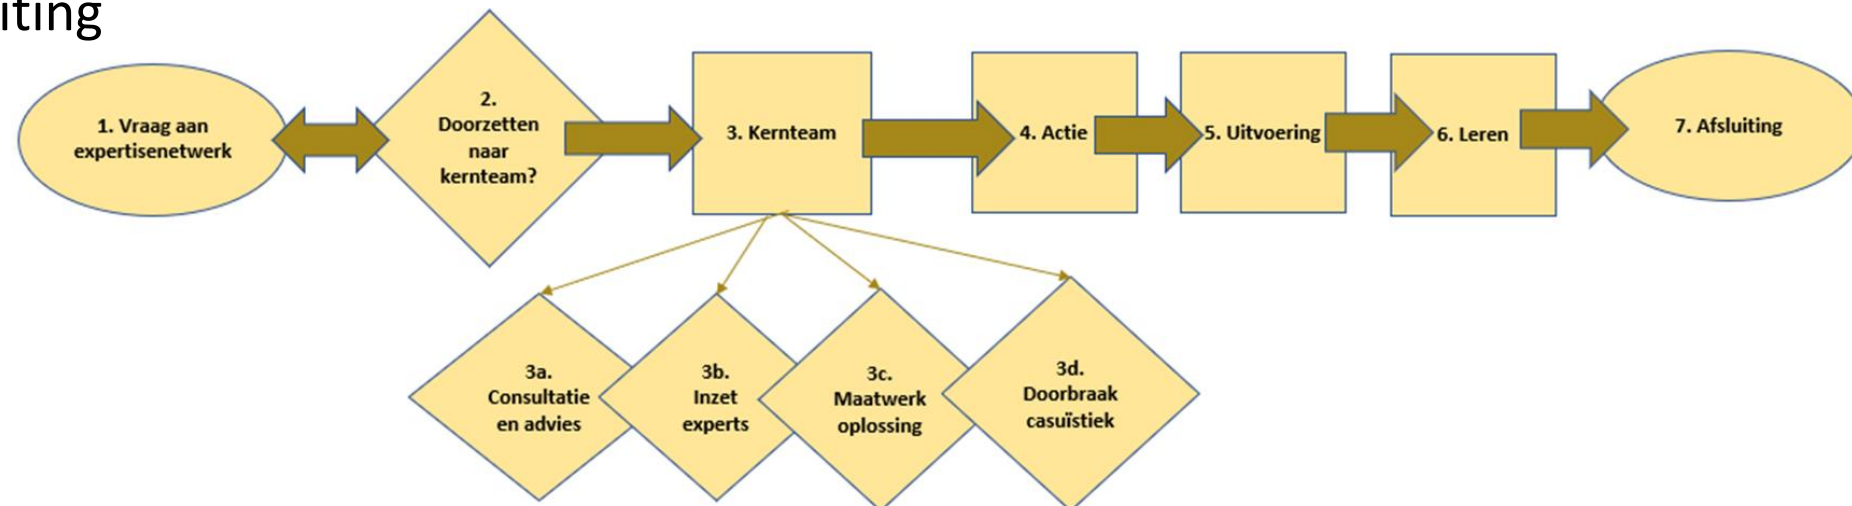 iting
1. Vraag aan
expertisenetwerk
2.
Doorzetten
naar
kernteam?
3. Kernteam
4. Actie
5. Uitvoering
6. Leren
7. Afsluiting
3a.
Consultatie
en advies
3b.
Inzet
experts
3c.
Maatwerk
oplossing
3d.
Doorbraak
casuïstiek